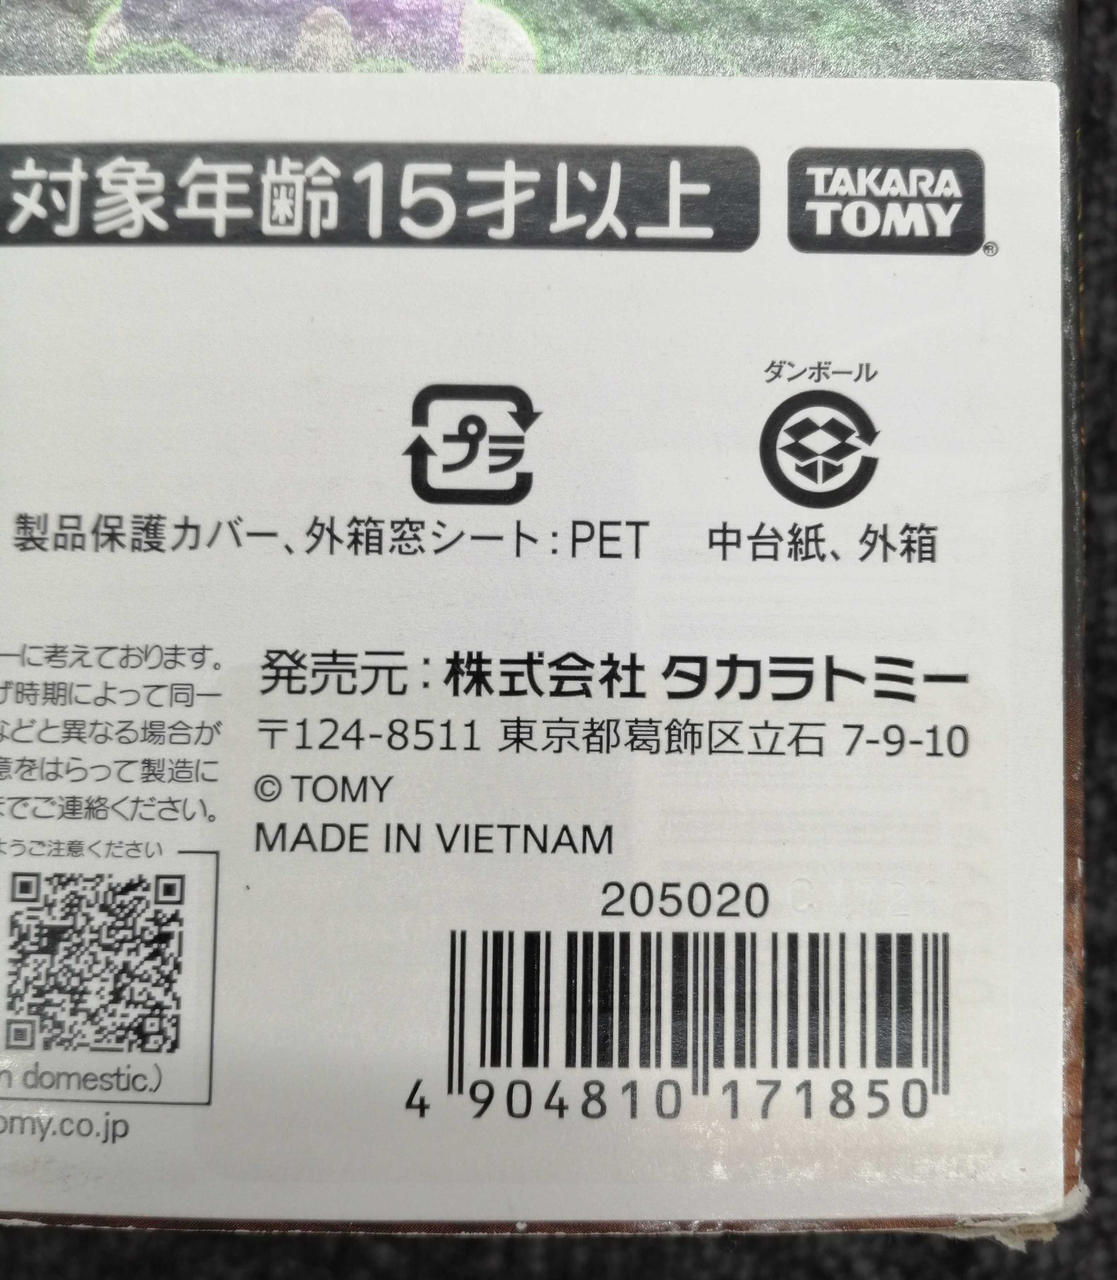 対象年齢15才以上
TAKARA
TOMY
®
ダンボール
プラ
製品保護カバー、外箱窓シート:PET
中台紙、外箱
ーに考えております。
げ時期によって同一
などと異なる場合が
意をはらって製造に
までご連絡ください。
ようご注意ください
domestic.)
omy.co.jp
発売元:株式会社 タカラトミー
〒124-8511 東京都葛飾区立石 7-9-10
© TOMY
MADE IN VIETNAM
205020
4 904810 171850